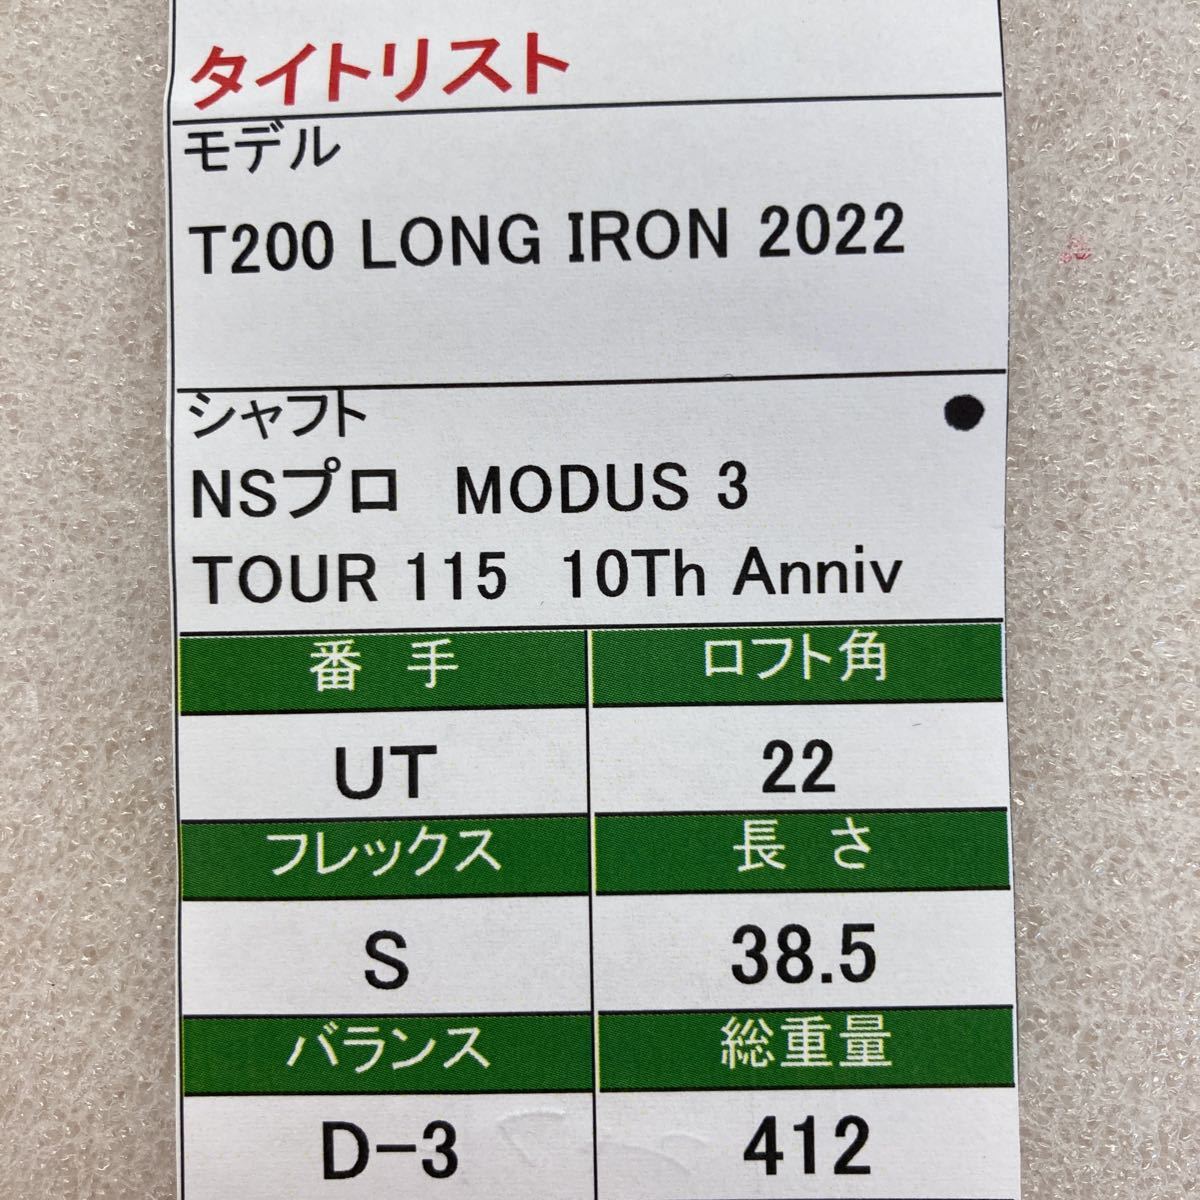 タイトリスト
モデル
T200 LONG IRON 2022
シャフト
NSプロ　MODUS 3
TOUR 115　10Th Anniv
番　手　ロフト角
UT　22
フレックス　長　さ
S　38.5
バランス　総重量
D-3　412